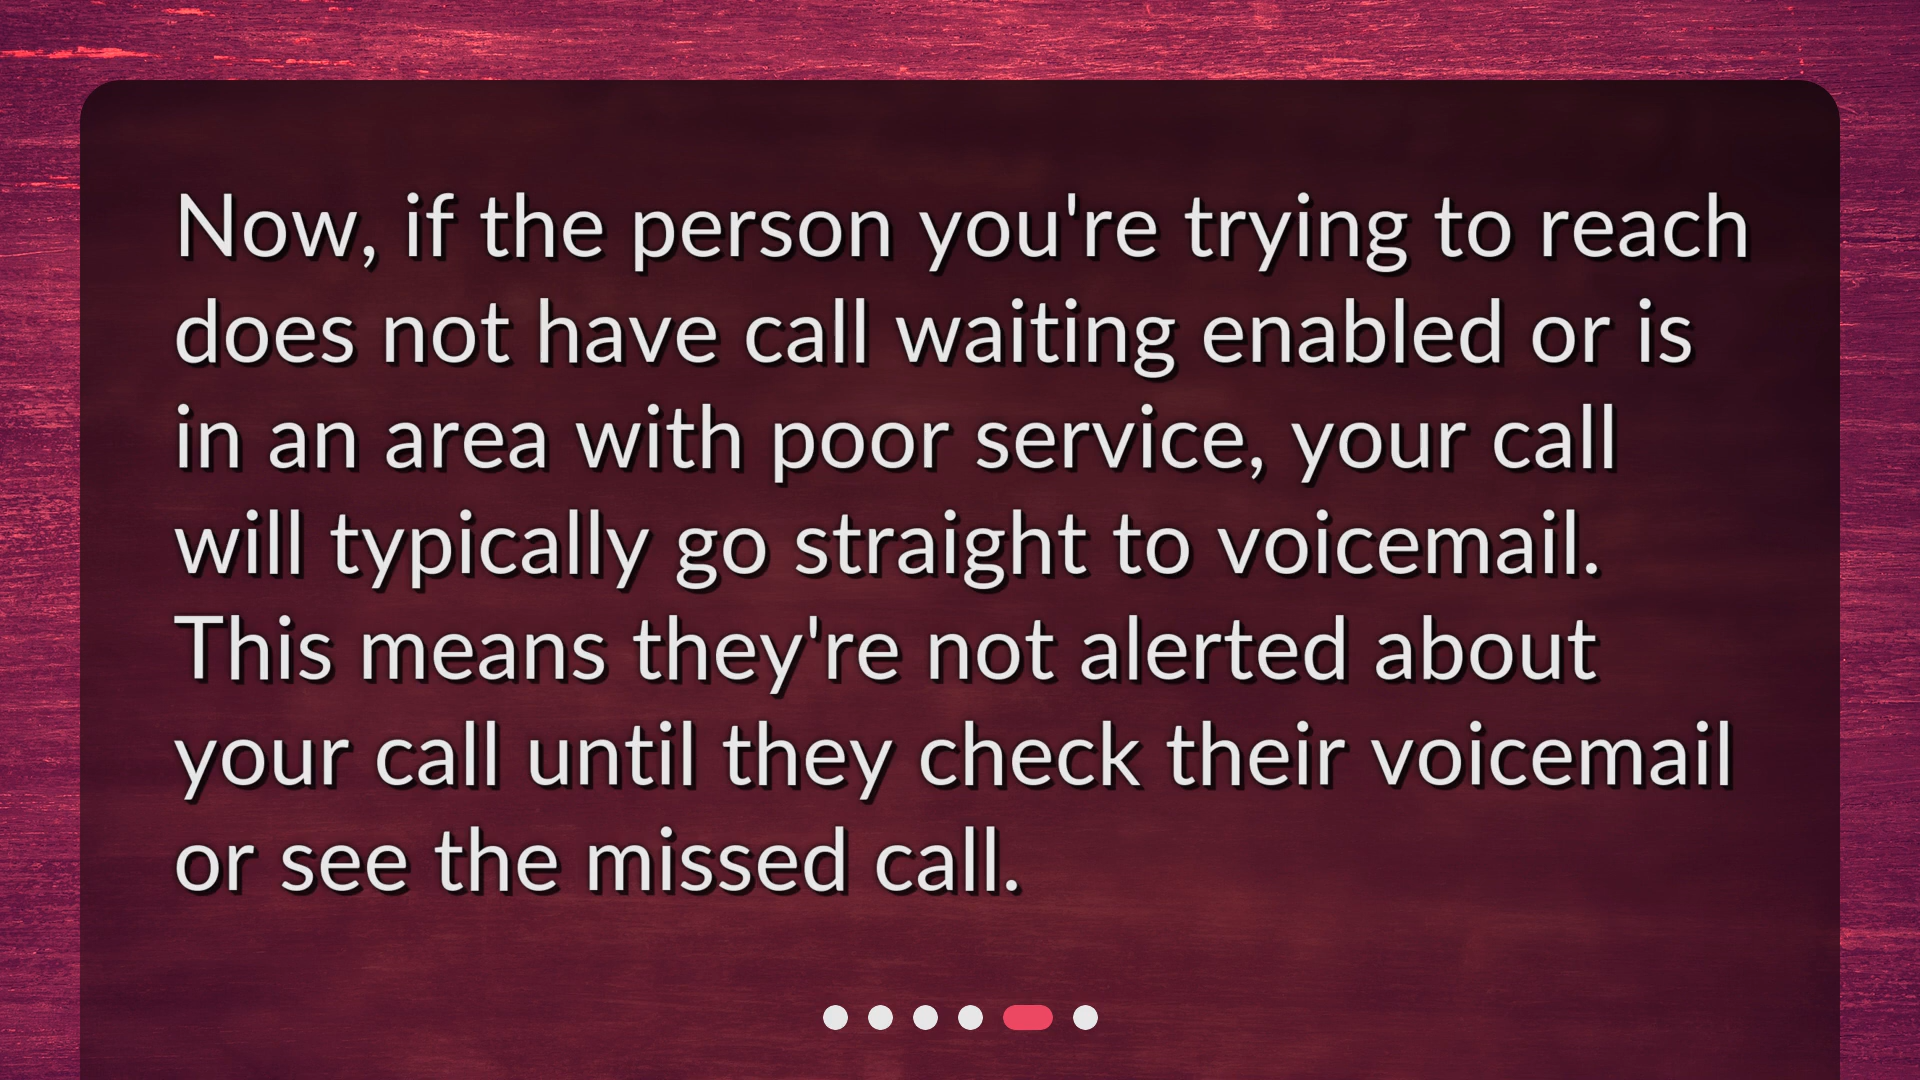 Now, if the person you're trying to reach
does not have call waiting enabled or is
in an area with poor service, your call
will typically go straight to voicemail.
This means they're not alerted about
your call until they check their voicemail
or see the missed call.